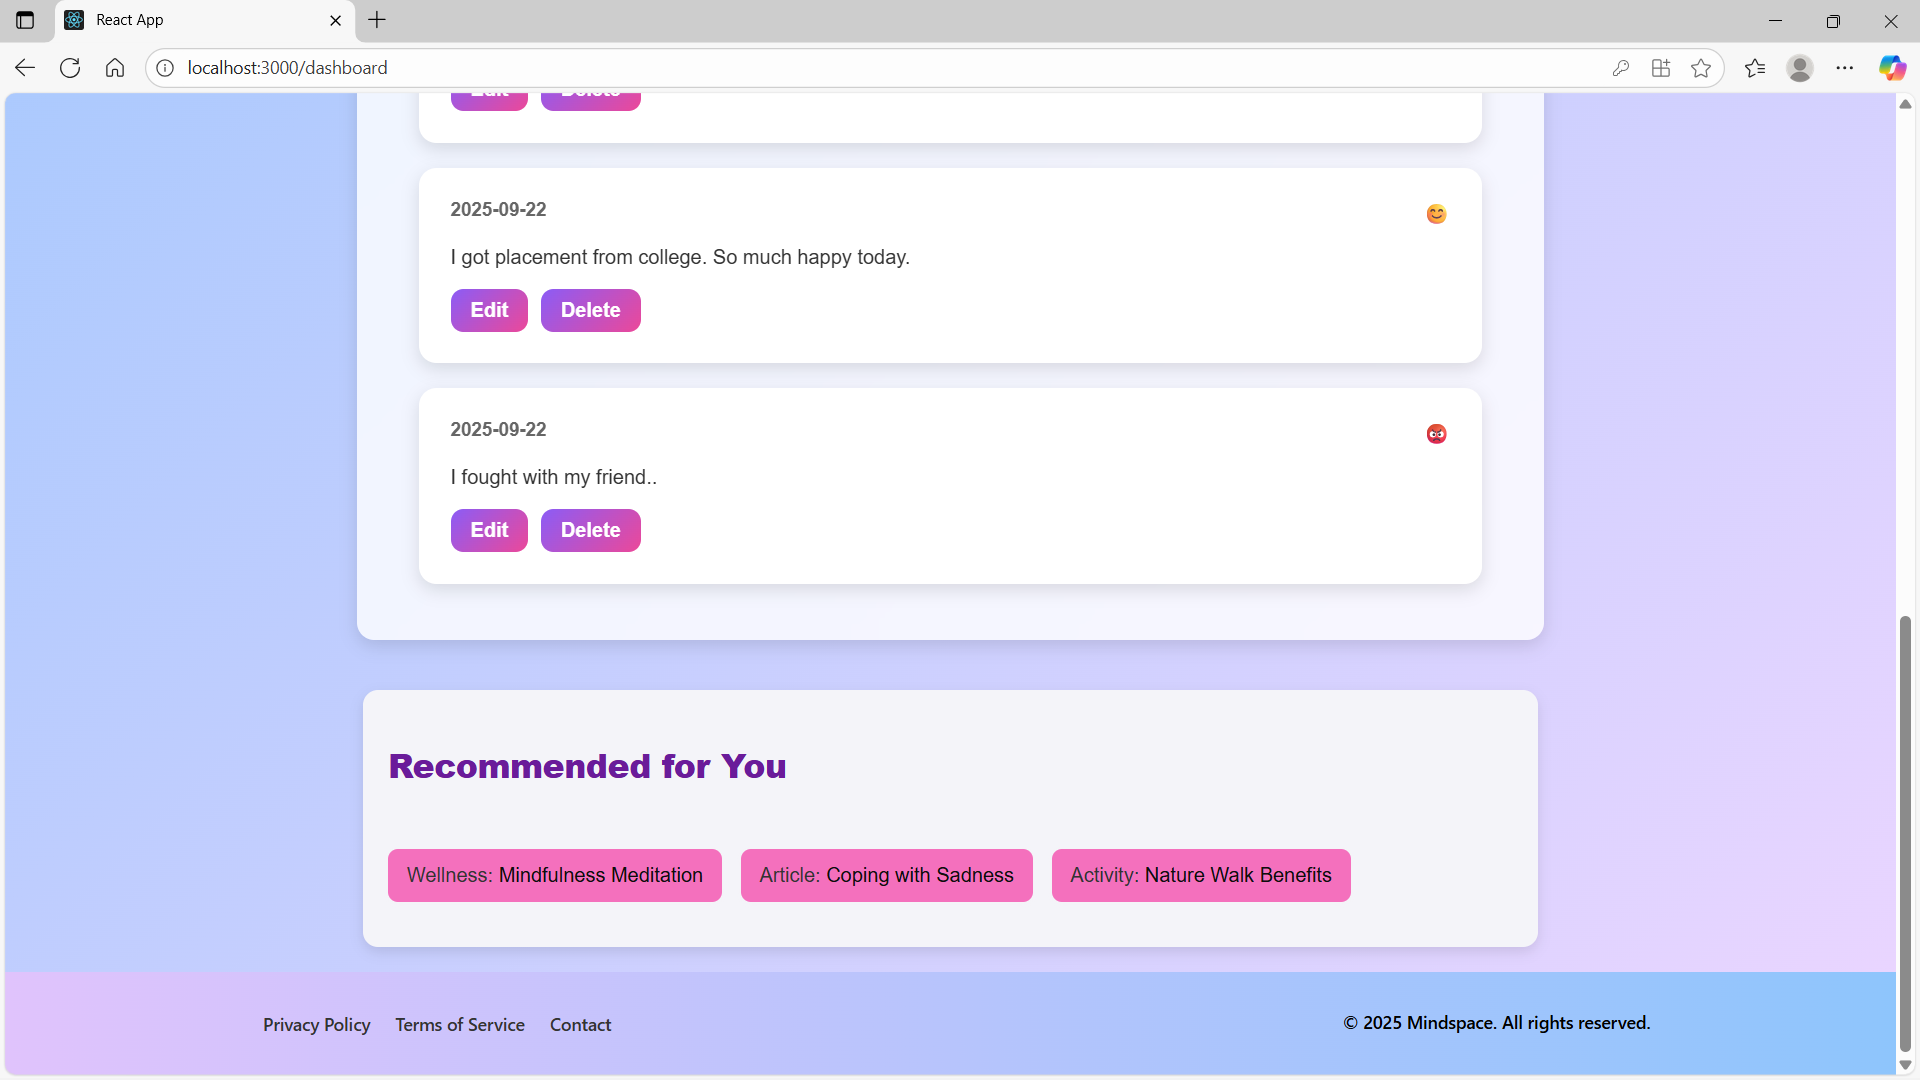 React App
localhost:3000/dashboard
Edit Delete
2025-09-22 😊
I got placement from college. So much happy today.
Edit Delete
2025-09-22 😡
I fought with my friend..
Edit Delete
Recommended for You
Wellness: Mindfulness Meditation Article: Coping with Sadness Activity: Nature Walk Benefits
Privacy Policy Terms of Service Contact © 2025 Mindspace. All rights reserved.